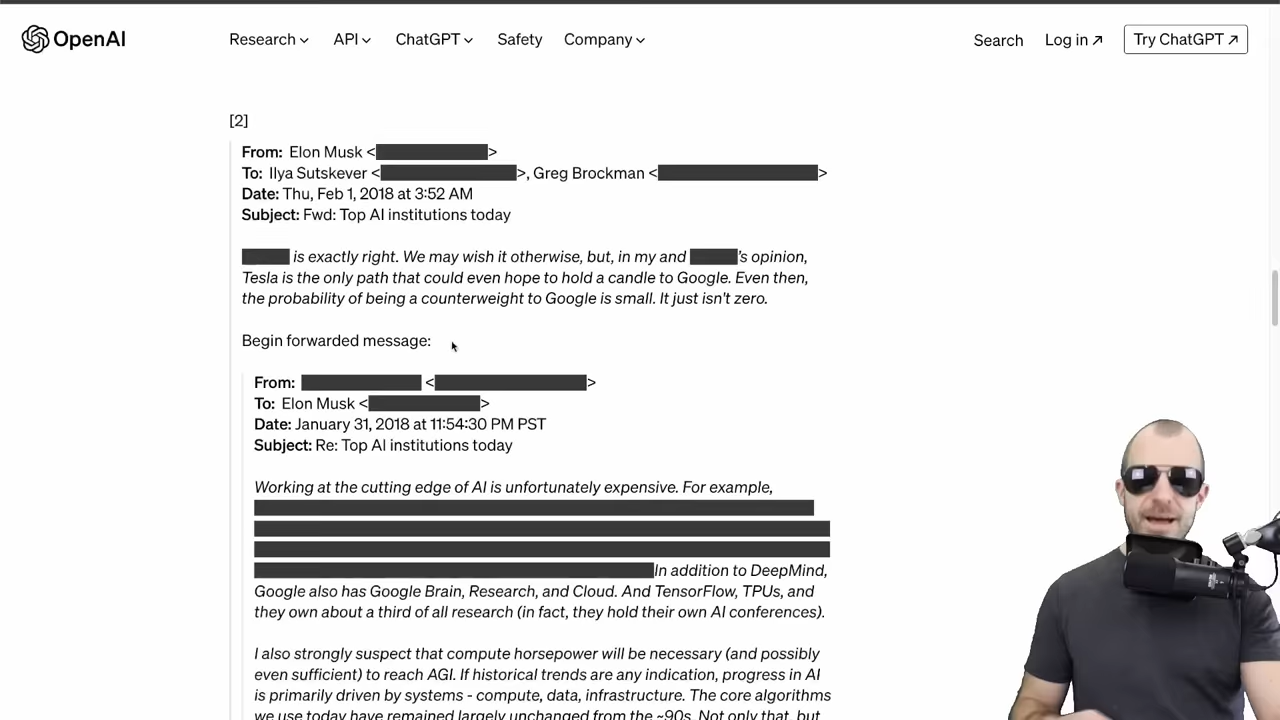 OpenAI
Research
API
ChatGPT
Safety
Company
Search
Log in ↗
Try ChatGPT ↗
[2]
From: Elon Musk < >
To: Ilya Sutskever < >, Greg Brockman < >
Date: Thu, Feb 1, 2018 at 3:52 AM
Subject: Fwd: Top AI institutions today
is exactly right. We may wish it otherwise, but, in my and 's opinion,
Tesla is the only path that could even hope to hold a candle to Google. Even then,
the probability of being a counterweight to Google is small. It just isn't zero.
Begin forwarded message:
From: < >
To: Elon Musk < >
Date: January 31, 2018 at 11:54:30 PM PST
Subject: Re: Top AI institutions today
Working at the cutting edge of AI is unfortunately expensive. For example,
In addition to DeepMind,
Google also has Google Brain, Research, and Cloud. And TensorFlow, TPUs, and
they own about a third of all research (in fact, they hold their own AI conferences).
I also strongly suspect that compute horsepower will be necessary (and possibly
even sufficient) to reach AGI. If historical trends are any indication, progress in AI
is primarily driven by systems - compute, data, infrastructure. The core algorithms
we use today have remained largely unchanged from the ~90s. Not only that, but